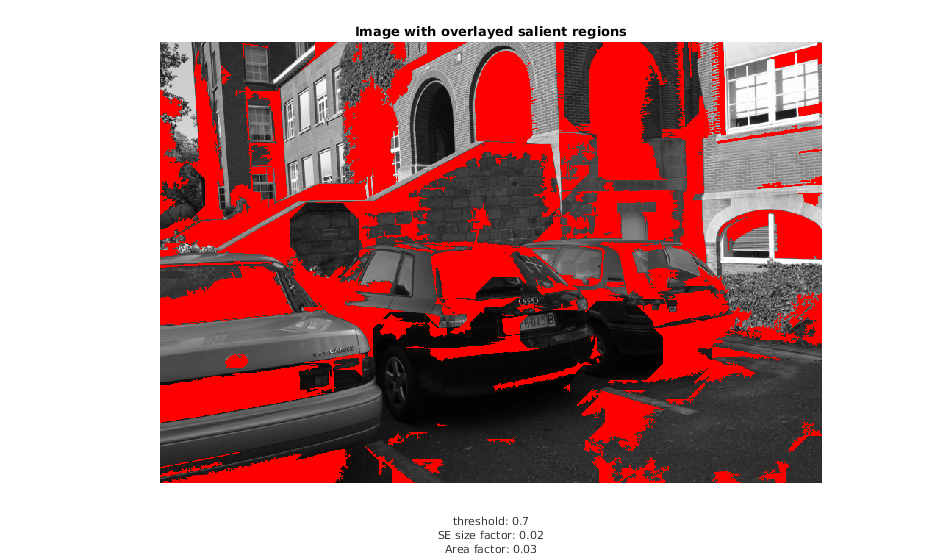 Image with overlayed salient regions
threshold: 0.7
SE size factor: 0.02
Area factor: 0.03